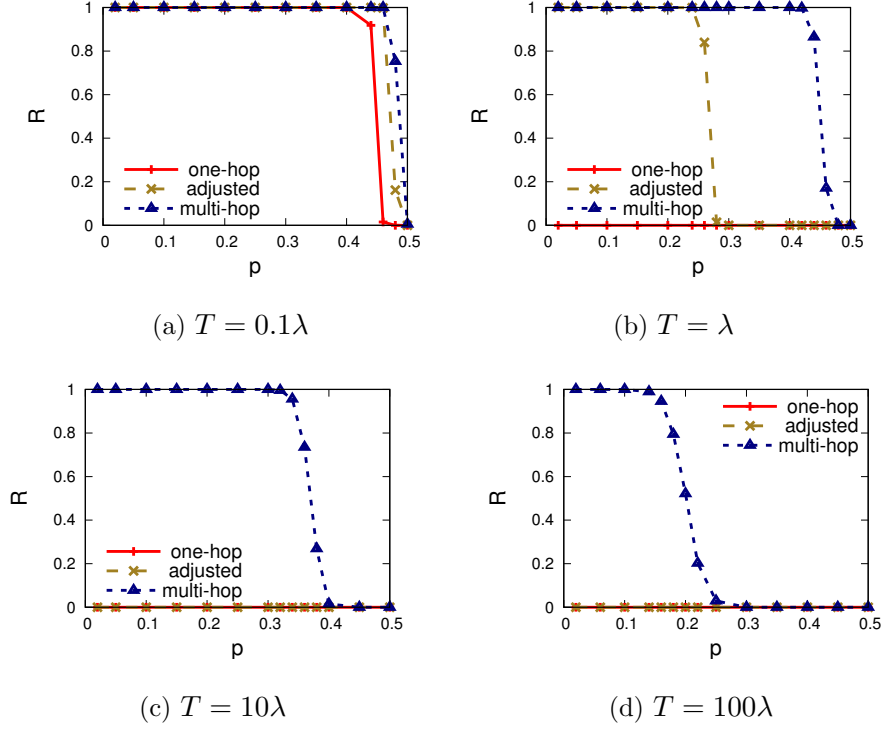 1
0.8
0.6
0.4
0.2
0
R
one-hop
adjusted
multi-hop
0 0.1 0.2 0.3 0.4 0.5
p
(a) T = 0.1λ
1
0.8
0.6
0.4
0.2
0
R
one-hop
adjusted
multi-hop
0 0.1 0.2 0.3 0.4 0.5
p
(b) T = λ
1
0.8
0.6
0.4
0.2
0
R
one-hop
adjusted
multi-hop
0 0.1 0.2 0.3 0.4 0.5
p
(c) T = 10λ
1
0.8
0.6
0.4
0.2
0
R
one-hop
adjusted
multi-hop
0 0.1 0.2 0.3 0.4 0.5
p
(d) T = 100λ